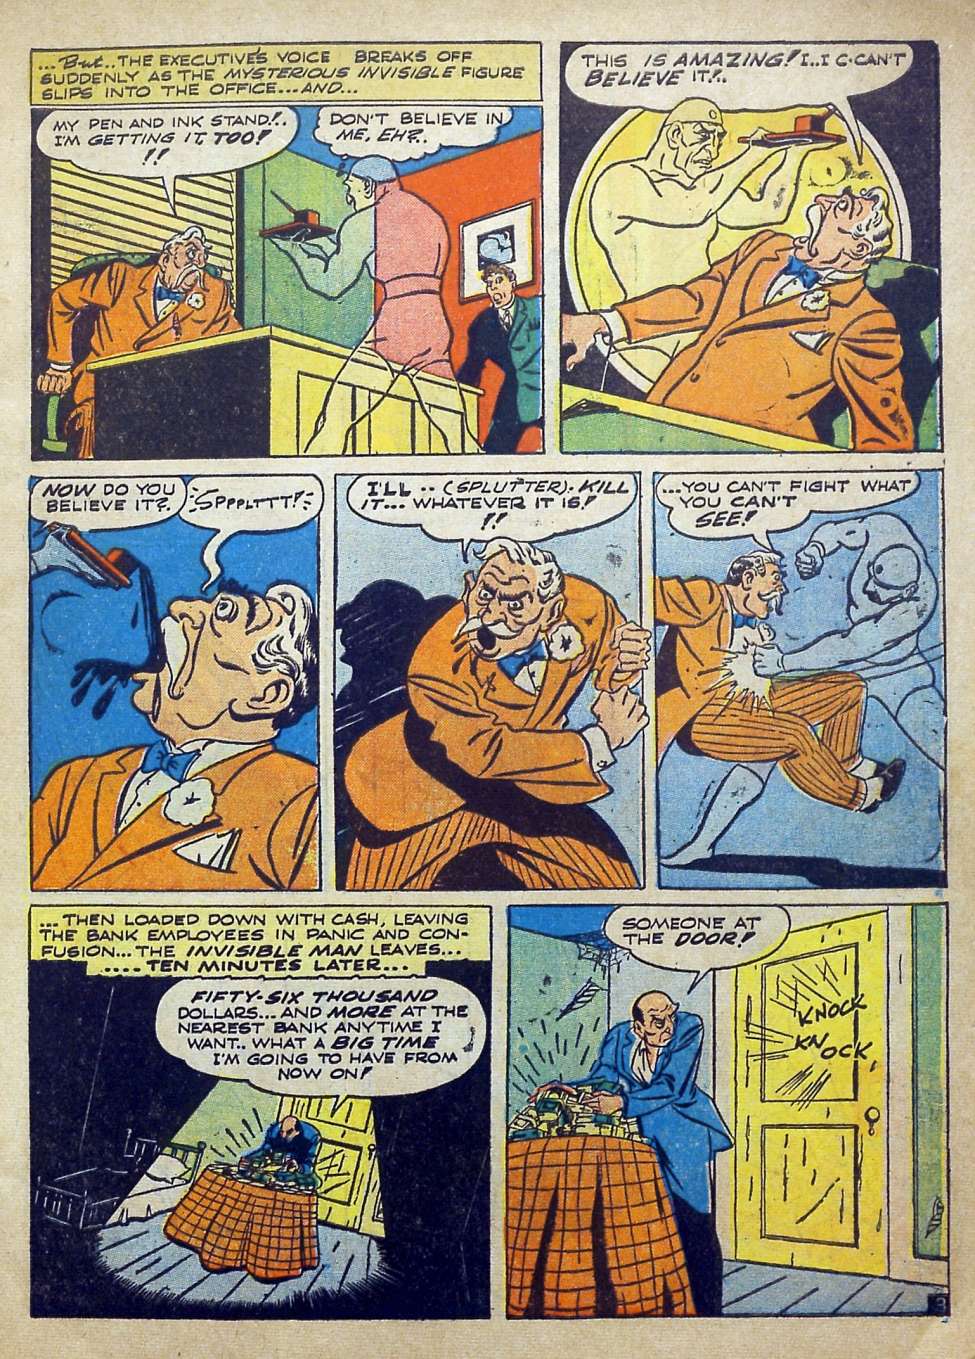 ...But...THE EXECUTIVE'S VOICE BREAKS OFF
SUDDENLY AS THE MYSTERIOUS INVISIBLE FIGURE
SLIPS INTO THE OFFICE...AND...
MY PEN AND INK STAND!..
I'M GETTING IT, TOO!
!!
DON'T BELIEVE IN
ME, EH?..
THIS IS AMAZING! I..I C-CAN'T
BELIEVE IT!..
NOW DO YOU
BELIEVE IT?.
SPPPLTTT!
I'LL -- (SPLUTTER). KILL
IT... WHATEVER IT IS!
!!
...YOU CAN'T FIGHT WHAT
YOU CAN'T
SEE!
...THEN LOADED DOWN WITH CASH, LEAVING
THE BANK EMPLOYEES IN PANIC AND CON-
FUSION...THE INVISIBLE MAN LEAVES...
.....TEN MINUTES LATER...
FIFTY-SIX THOUSAND
DOLLARS... AND MORE AT THE
NEAREST BANK ANYTIME I
WANT.. WHAT A BIG TIME
I'M GOING TO HAVE FROM
NOW ON!
SOMEONE AT
THE DOOR!
KNOCK
KNOCK
3